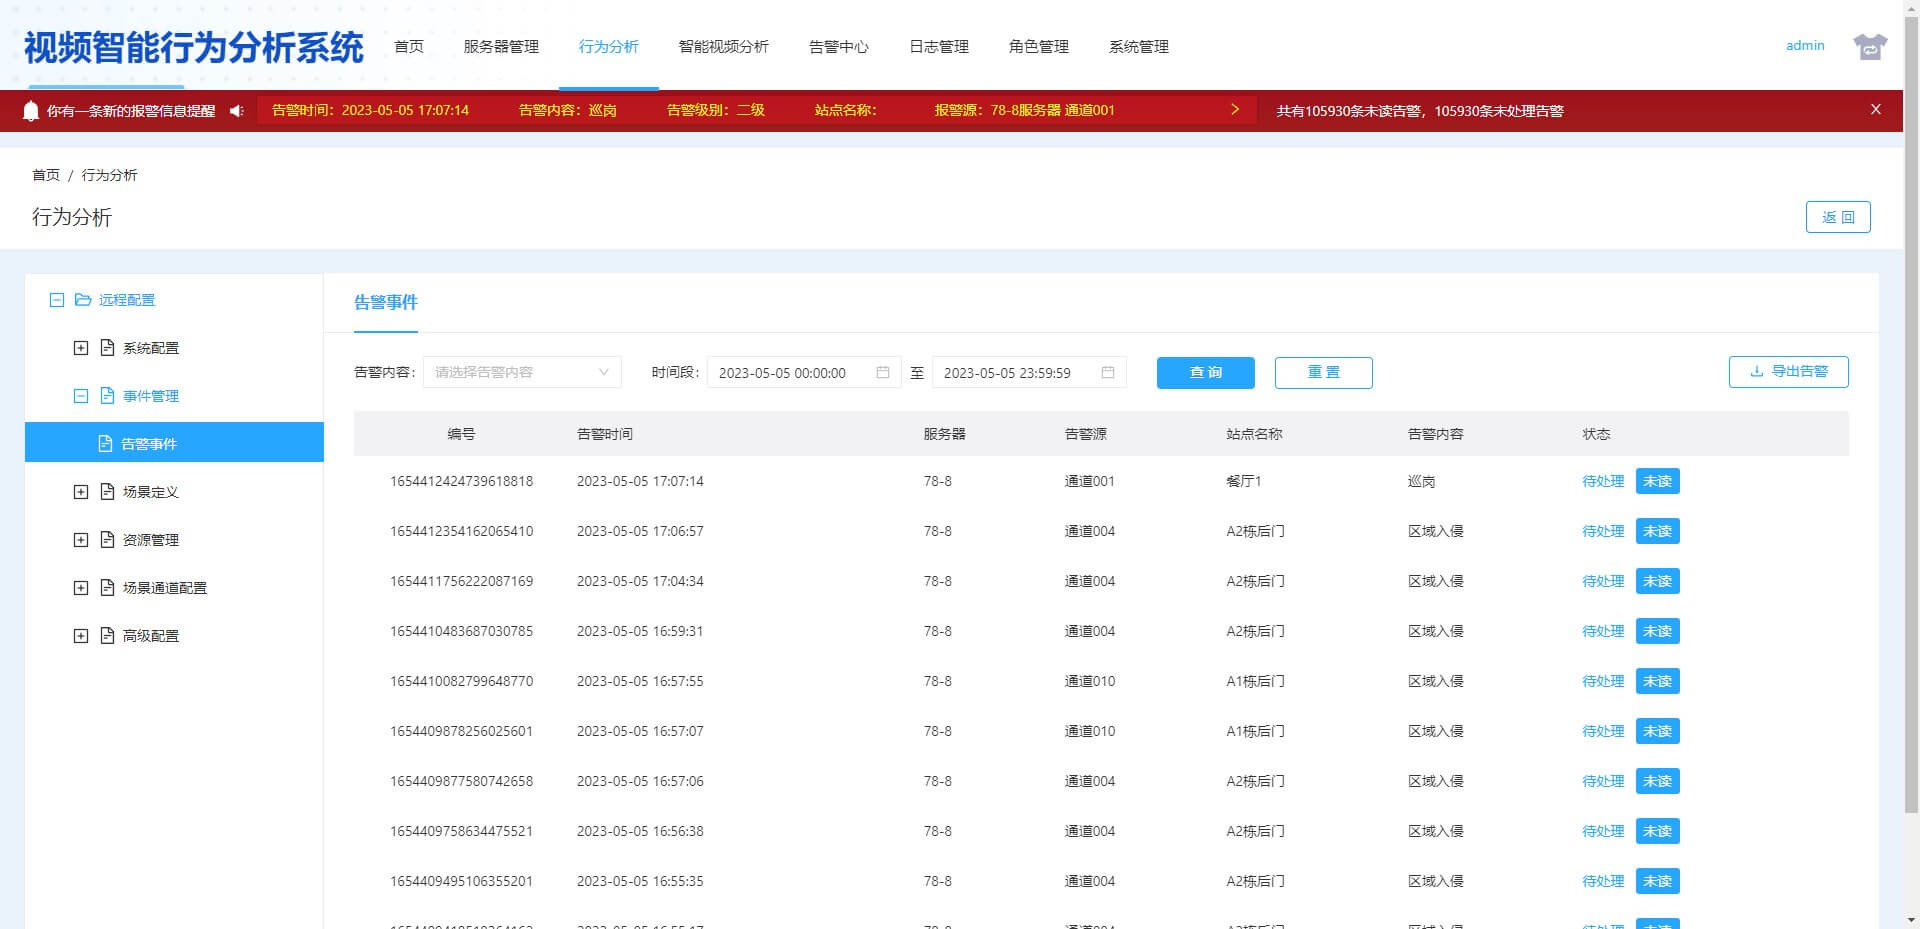 视频智能行为分析系统
首页 服务器管理 行为分析 智能视频分析 告警中心 日志管理 角色管理 系统管理 admin
你有一条新的报警信息提醒 告警时间：2023-05-05 17:07:14 告警内容：巡岗 告警级别：二级 站点名称： 报警源：78-8服务器 通道001 共有105930条未读告警，105930条未处理告警 X
首页 / 行为分析
行为分析
返 回
远程配置
系统配置
事件管理
告警事件
场景定义
资源管理
场景通道配置
高级配置
告警事件
告警内容： 请选择告警内容 时间段： 2023-05-05 00:00:00 至 2023-05-05 23:59:59 查 询 重 置 导出告警
编号 告警时间 服务器 告警源 站点名称 告警内容 状态
1654412424739618818 2023-05-05 17:07:14 78-8 通道001 餐厅1 巡岗 待处理 未读
1654412354162065410 2023-05-05 17:06:57 78-8 通道004 A2栋后门 区域入侵 待处理 未读
1654411756222087169 2023-05-05 17:04:34 78-8 通道004 A2栋后门 区域入侵 待处理 未读
1654410483687030785 2023-05-05 16:59:31 78-8 通道004 A2栋后门 区域入侵 待处理 未读
1654410082799648770 2023-05-05 16:57:55 78-8 通道010 A1栋后门 区域入侵 待处理 未读
1654409878256025601 2023-05-05 16:57:07 78-8 通道010 A1栋后门 区域入侵 待处理 未读
1654409877580742658 2023-05-05 16:57:06 78-8 通道004 A2栋后门 区域入侵 待处理 未读
1654409758634475521 2023-05-05 16:56:38 78-8 通道004 A2栋后门 区域入侵 待处理 未读
1654409495106355201 2023-05-05 16:55:35 78-8 通道004 A2栋后门 区域入侵 待处理 未读